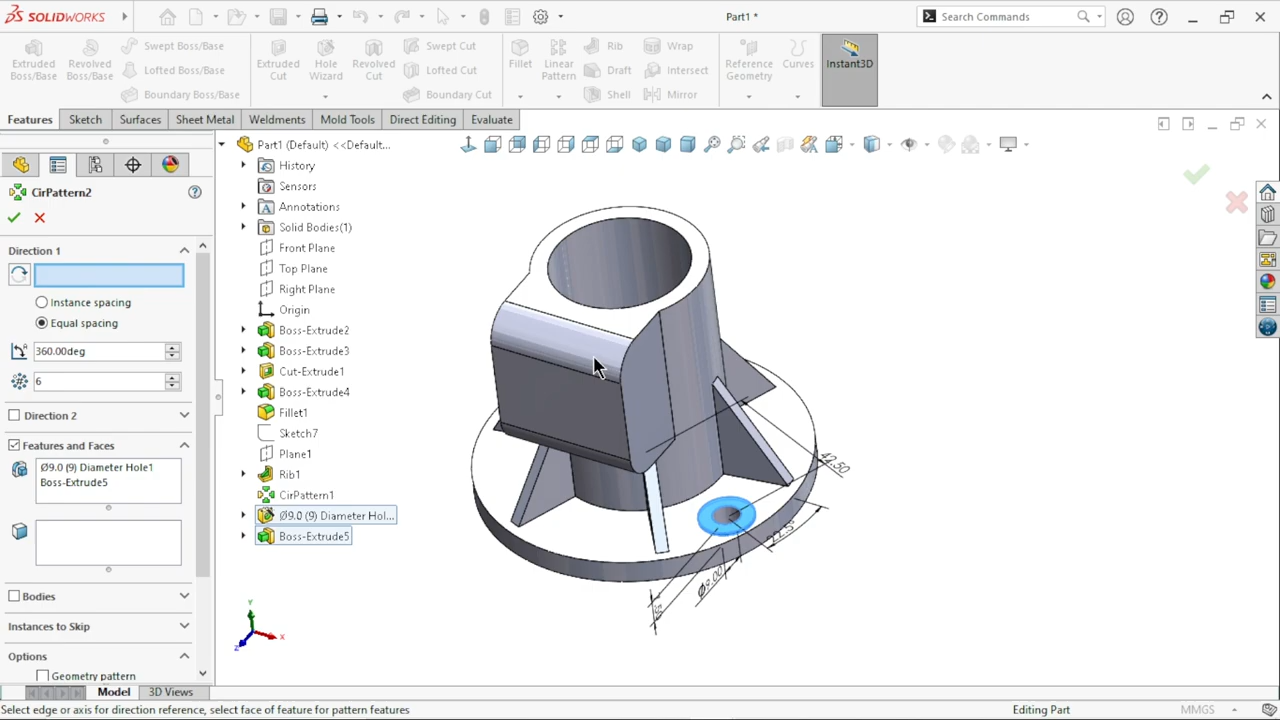 SOLIDWORKS
Part1 *
Search Commands
Extruded Boss/Base
Revolved Boss/Base
Swept Boss/Base
Lofted Boss/Base
Boundary Boss/Base
Extruded Cut
Hole Wizard
Revolved Cut
Swept Cut
Lofted Cut
Boundary Cut
Fillet
Linear Pattern
Rib
Draft
Shell
Wrap
Intersect
Mirror
Reference Geometry
Curves
Instant3D
Features
Sketch
Surfaces
Sheet Metal
Weldments
Mold Tools
Direct Editing
Evaluate
CirPattern2
Direction 1
Instance spacing
Equal spacing
360.00deg
6
Direction 2
Features and Faces
Ø9.0 (9) Diameter Hole1
Boss-Extrude5
Bodies
Instances to Skip
Options
Geometry pattern
Part1 (Default) <<Default...
History
Sensors
Annotations
Solid Bodies(1)
Front Plane
Top Plane
Right Plane
Origin
Boss-Extrude2
Boss-Extrude3
Cut-Extrude1
Boss-Extrude4
Fillet1
Sketch7
Plane1
Rib1
CirPattern1
Ø9.0 (9) Diameter Hol...
Boss-Extrude5
42.50
22.5°
Ø9.00
Y
X
Z
Model
3D Views
Select edge or axis for direction reference, select face of feature for pattern features
Editing Part
MMGS